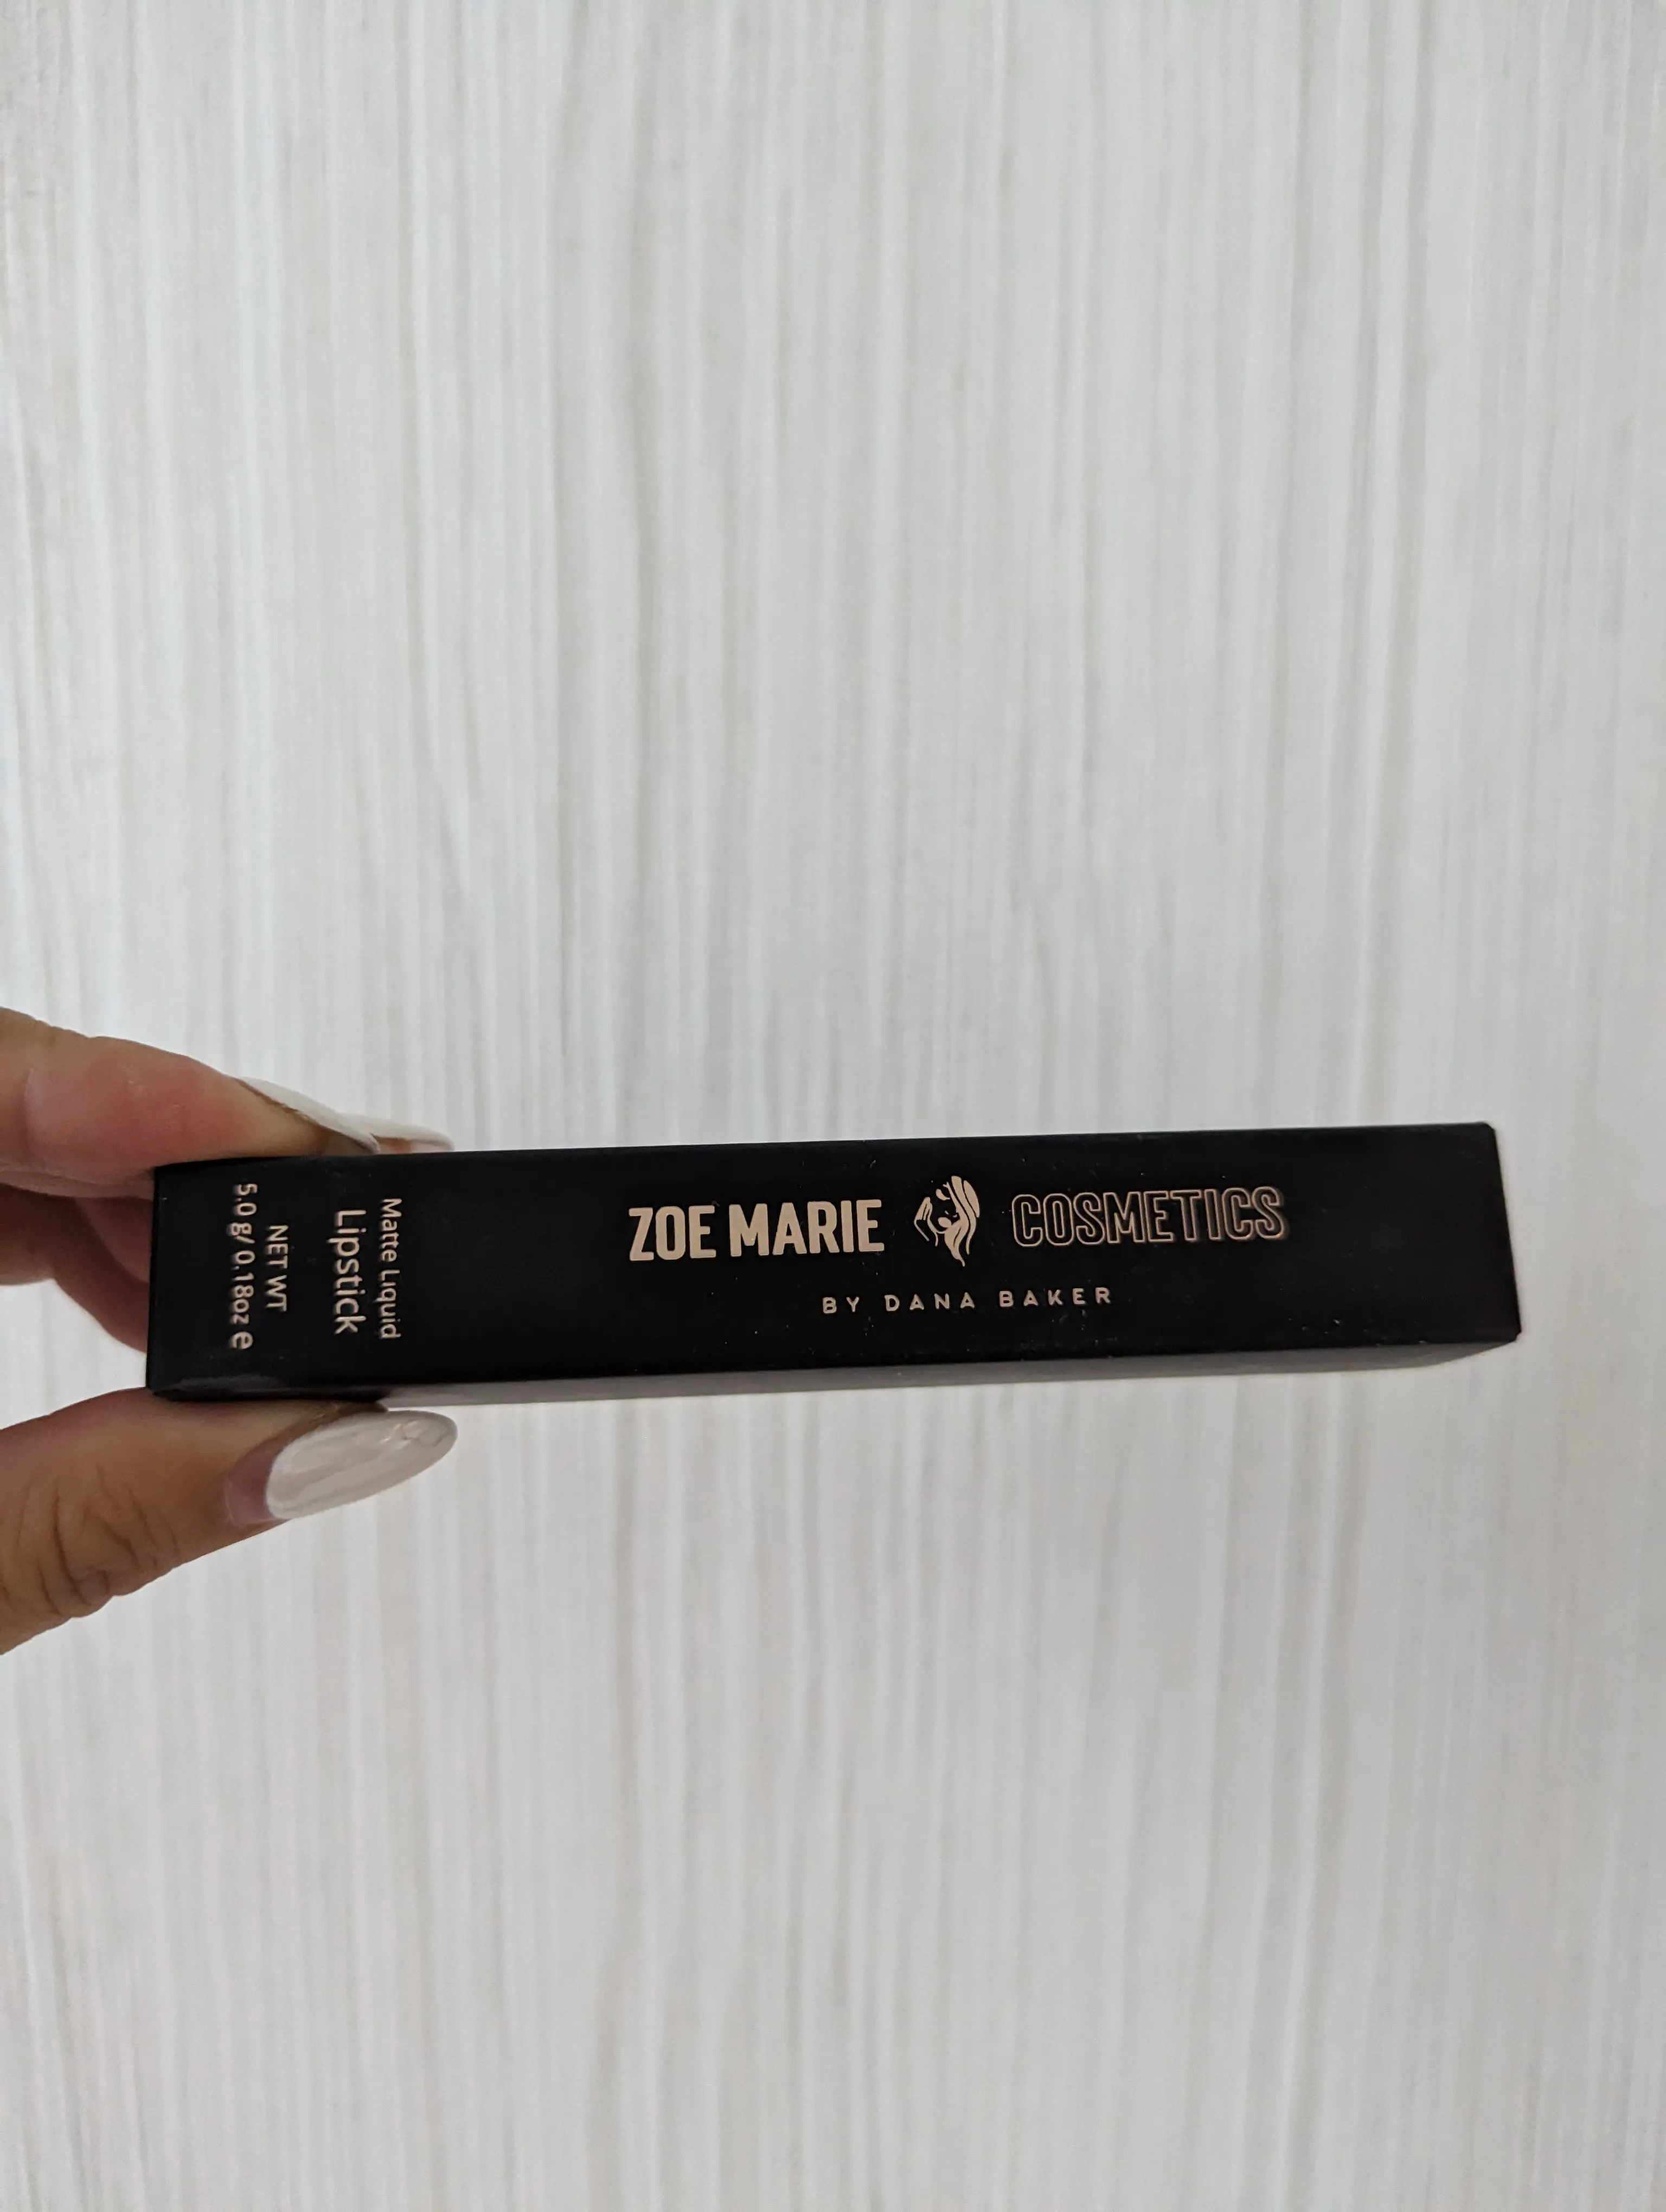 ZOE MARIE COSMETICS
BY DANA BAKER
Matte Liquid
Lipstick
NET WT
5.0 g/ 0.18oz e